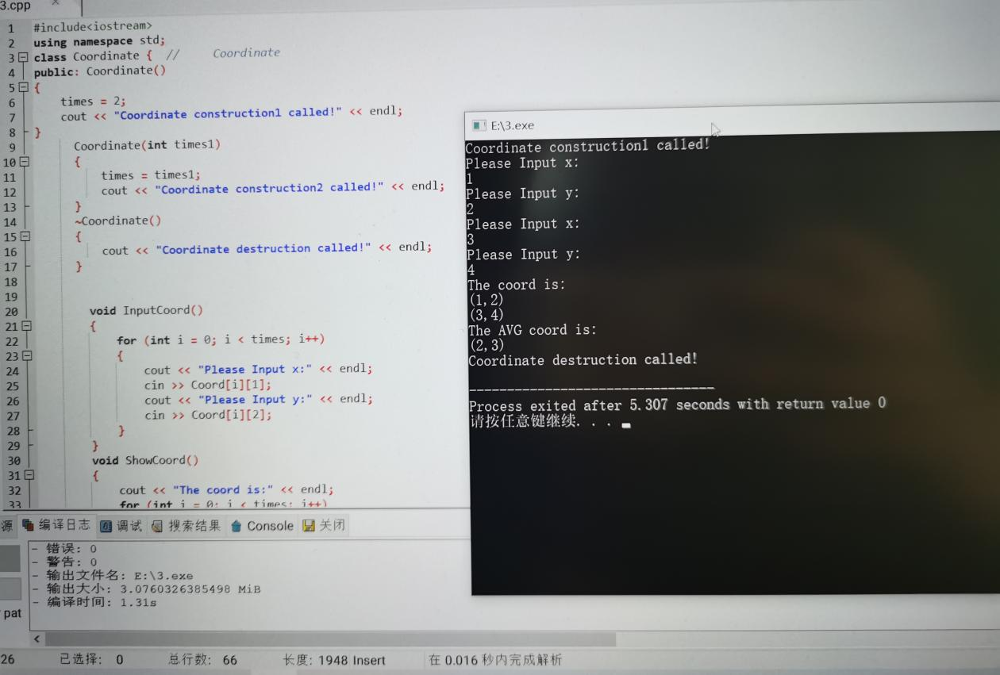 3.cpp
1 #include<iostream>
2 using namespace std;
3 class Coordinate { // Coordinate
4 public: Coordinate()
5 {
6 times = 2;
7 cout << "Coordinate construction1 called!" << endl;
8 }
9 Coordinate(int times1)
10 {
11 times = times1;
12 cout << "Coordinate construction2 called!" << endl;
13 }
14 ~Coordinate()
15 {
16 cout << "Coordinate destruction called!" << endl;
17 }
18
19
20 void InputCoord()
21 {
22 for (int i = 0; i < times; i++)
23 {
24 cout << "Please Input x:" << endl;
25 cin >> Coord[i][1];
26 cout << "Please Input y:" << endl;
27 cin >> Coord[i][2];
28 }
29 }
30 void ShowCoord()
31 {
32 cout << "The coord is:" << endl;
33 for (int i = 0; i < times; i++)
E:\3.exe
Coordinate construction1 called!
Please Input x:
1
Please Input y:
2
Please Input x:
3
Please Input y:
4
The coord is:
(1,2)
(3,4)
The AVG coord is:
(2,3)
Coordinate destruction called!
--------------------------------
Process exited after 5.307 seconds with return value 0
请按任意键继续. . .
源 编译日志 调试 搜索结果 Console 关闭
- 错误: 0
- 警告: 0
- 输出文件名: E:\3.exe
- 输出大小: 3.0760326385498 MiB
- 编译时间: 1.31s
pat
26 已选择: 0 总行数: 66 长度: 1948 Insert 在 0.016 秒内完成解析